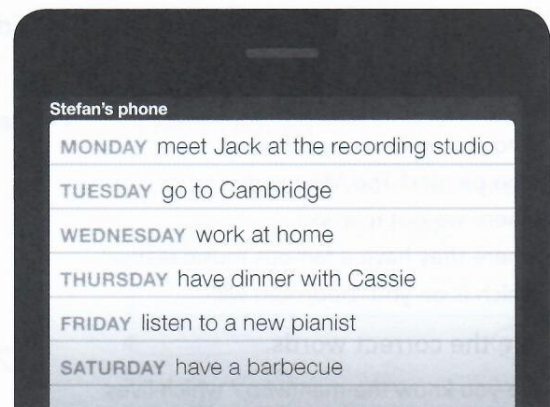 Stefan's phone
MONDAY meet Jack at the recording studio
TUESDAY go to Cambridge
WEDNESDAY work at home
THURSDAY have dinner with Cassie
FRIDAY listen to a new pianist
SATURDAY have a barbecue